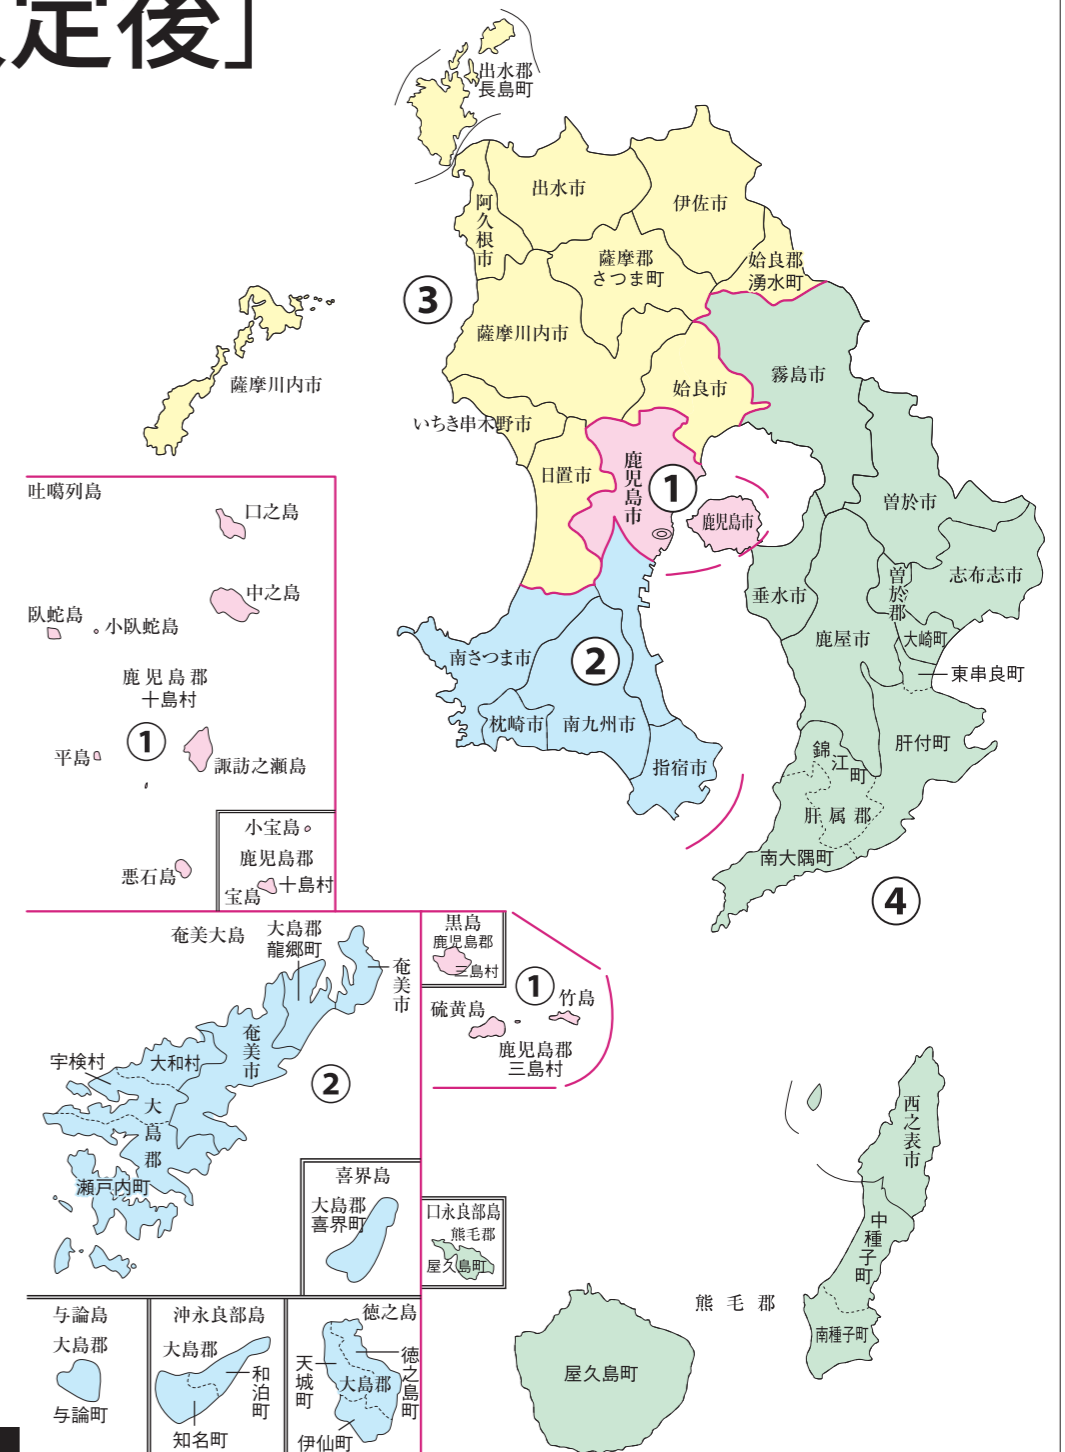 定後」
出水郡
長島町
出水市
伊佐市
阿久根市
薩摩郡
さつま町
姶良郡
湧水町
③
薩摩川内市
薩摩川内市
姶良市
霧島市
いちき串木野市
日置市
鹿児島市
①
鹿児島市
曽於市
志布志市
垂水市
曽於郡
大崎町
鹿屋市
東串良町
南さつま市
②
枕崎市
南九州市
指宿市
錦江町
肝付町
肝属郡
南大隅町
④
吐噶列島
口之島
中之島
臥蛇島
小臥蛇島
鹿児島郡
十島村
平島
①
諏訪之瀬島
悪石島
小宝島
鹿児島郡
宝島
十島村
奄美大島
大島郡
龍郷町
奄美市
奄美市
宇検村
大和村
大島郡
瀬戸内町
②
黒島
鹿児島郡
三島村
①
硫黄島
竹島
鹿児島郡
三島村
喜界島
大島郡
喜界町
口永良部島
熊毛郡
屋久島町
与論島
大島郡
与論町
沖永良部島
大島郡
和泊町
知名町
徳之島
天城町
大島郡
徳之島町
伊仙町
西之表市
中種子町
熊毛郡
南種子町
屋久島町